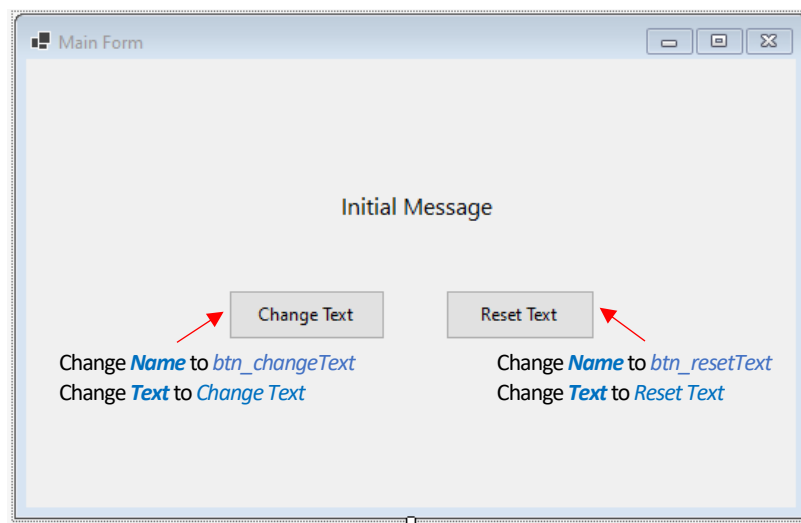 Main Form
Initial Message
Change Text
Reset Text
Change Name to btn_changeText
Change Text to Change Text
Change Name to btn_resetText
Change Text to Reset Text